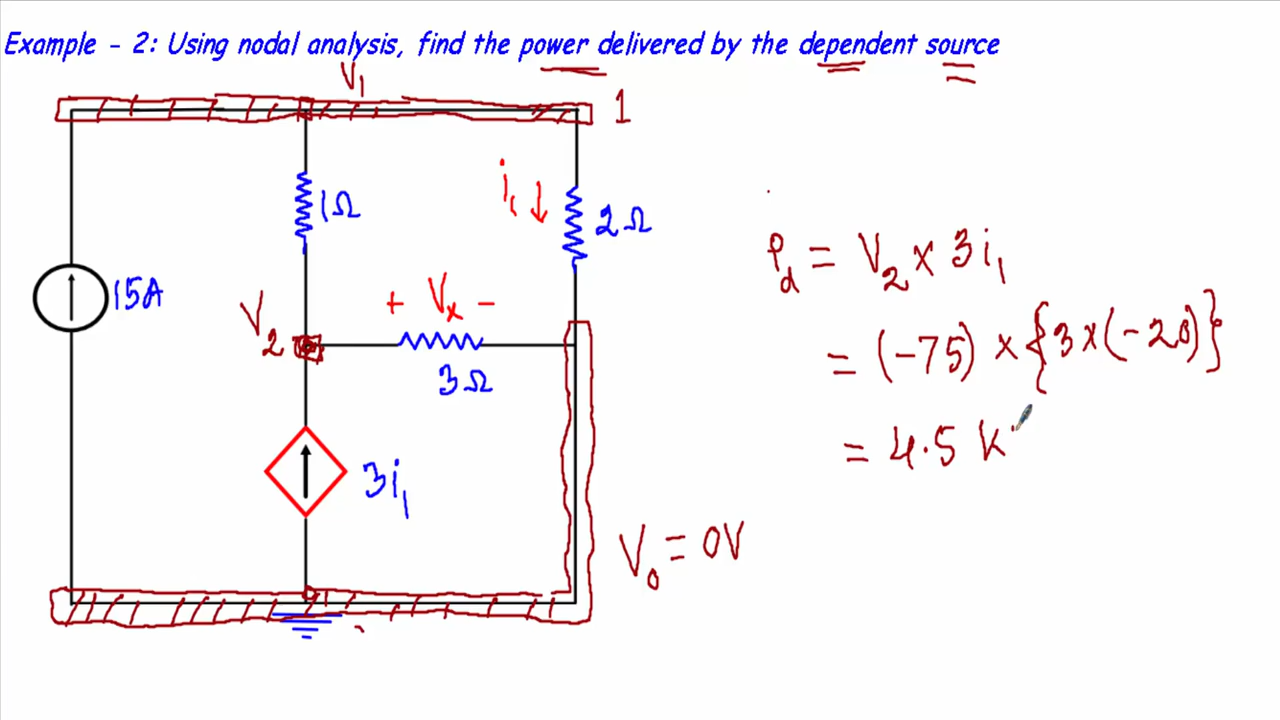 Example - 2: Using nodal analysis, find the power delivered by the dependent source
V₁
1
i₁ ↓
1Ω
2Ω
15A
V₂
+ Vₓ −
3Ω
3i₁
V₀ = 0V
P_d = V₂ × 3i₁
= (-75) × {3×(-20)}
= 4.5 K